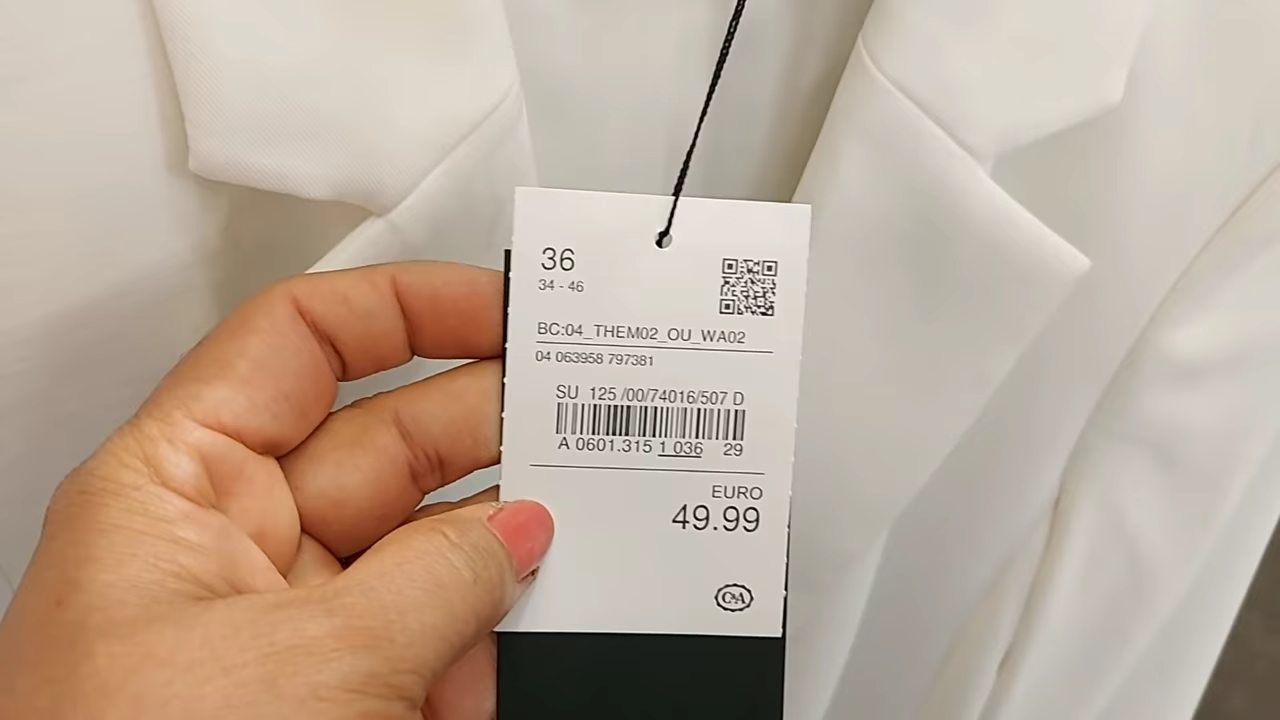 36
34 - 46
BC:04_THEM02_OU_WA02
04 063958 797381
SU 125 /00/74016/507 D
A 0601.315 1 036 29
EURO
49.99
C&A